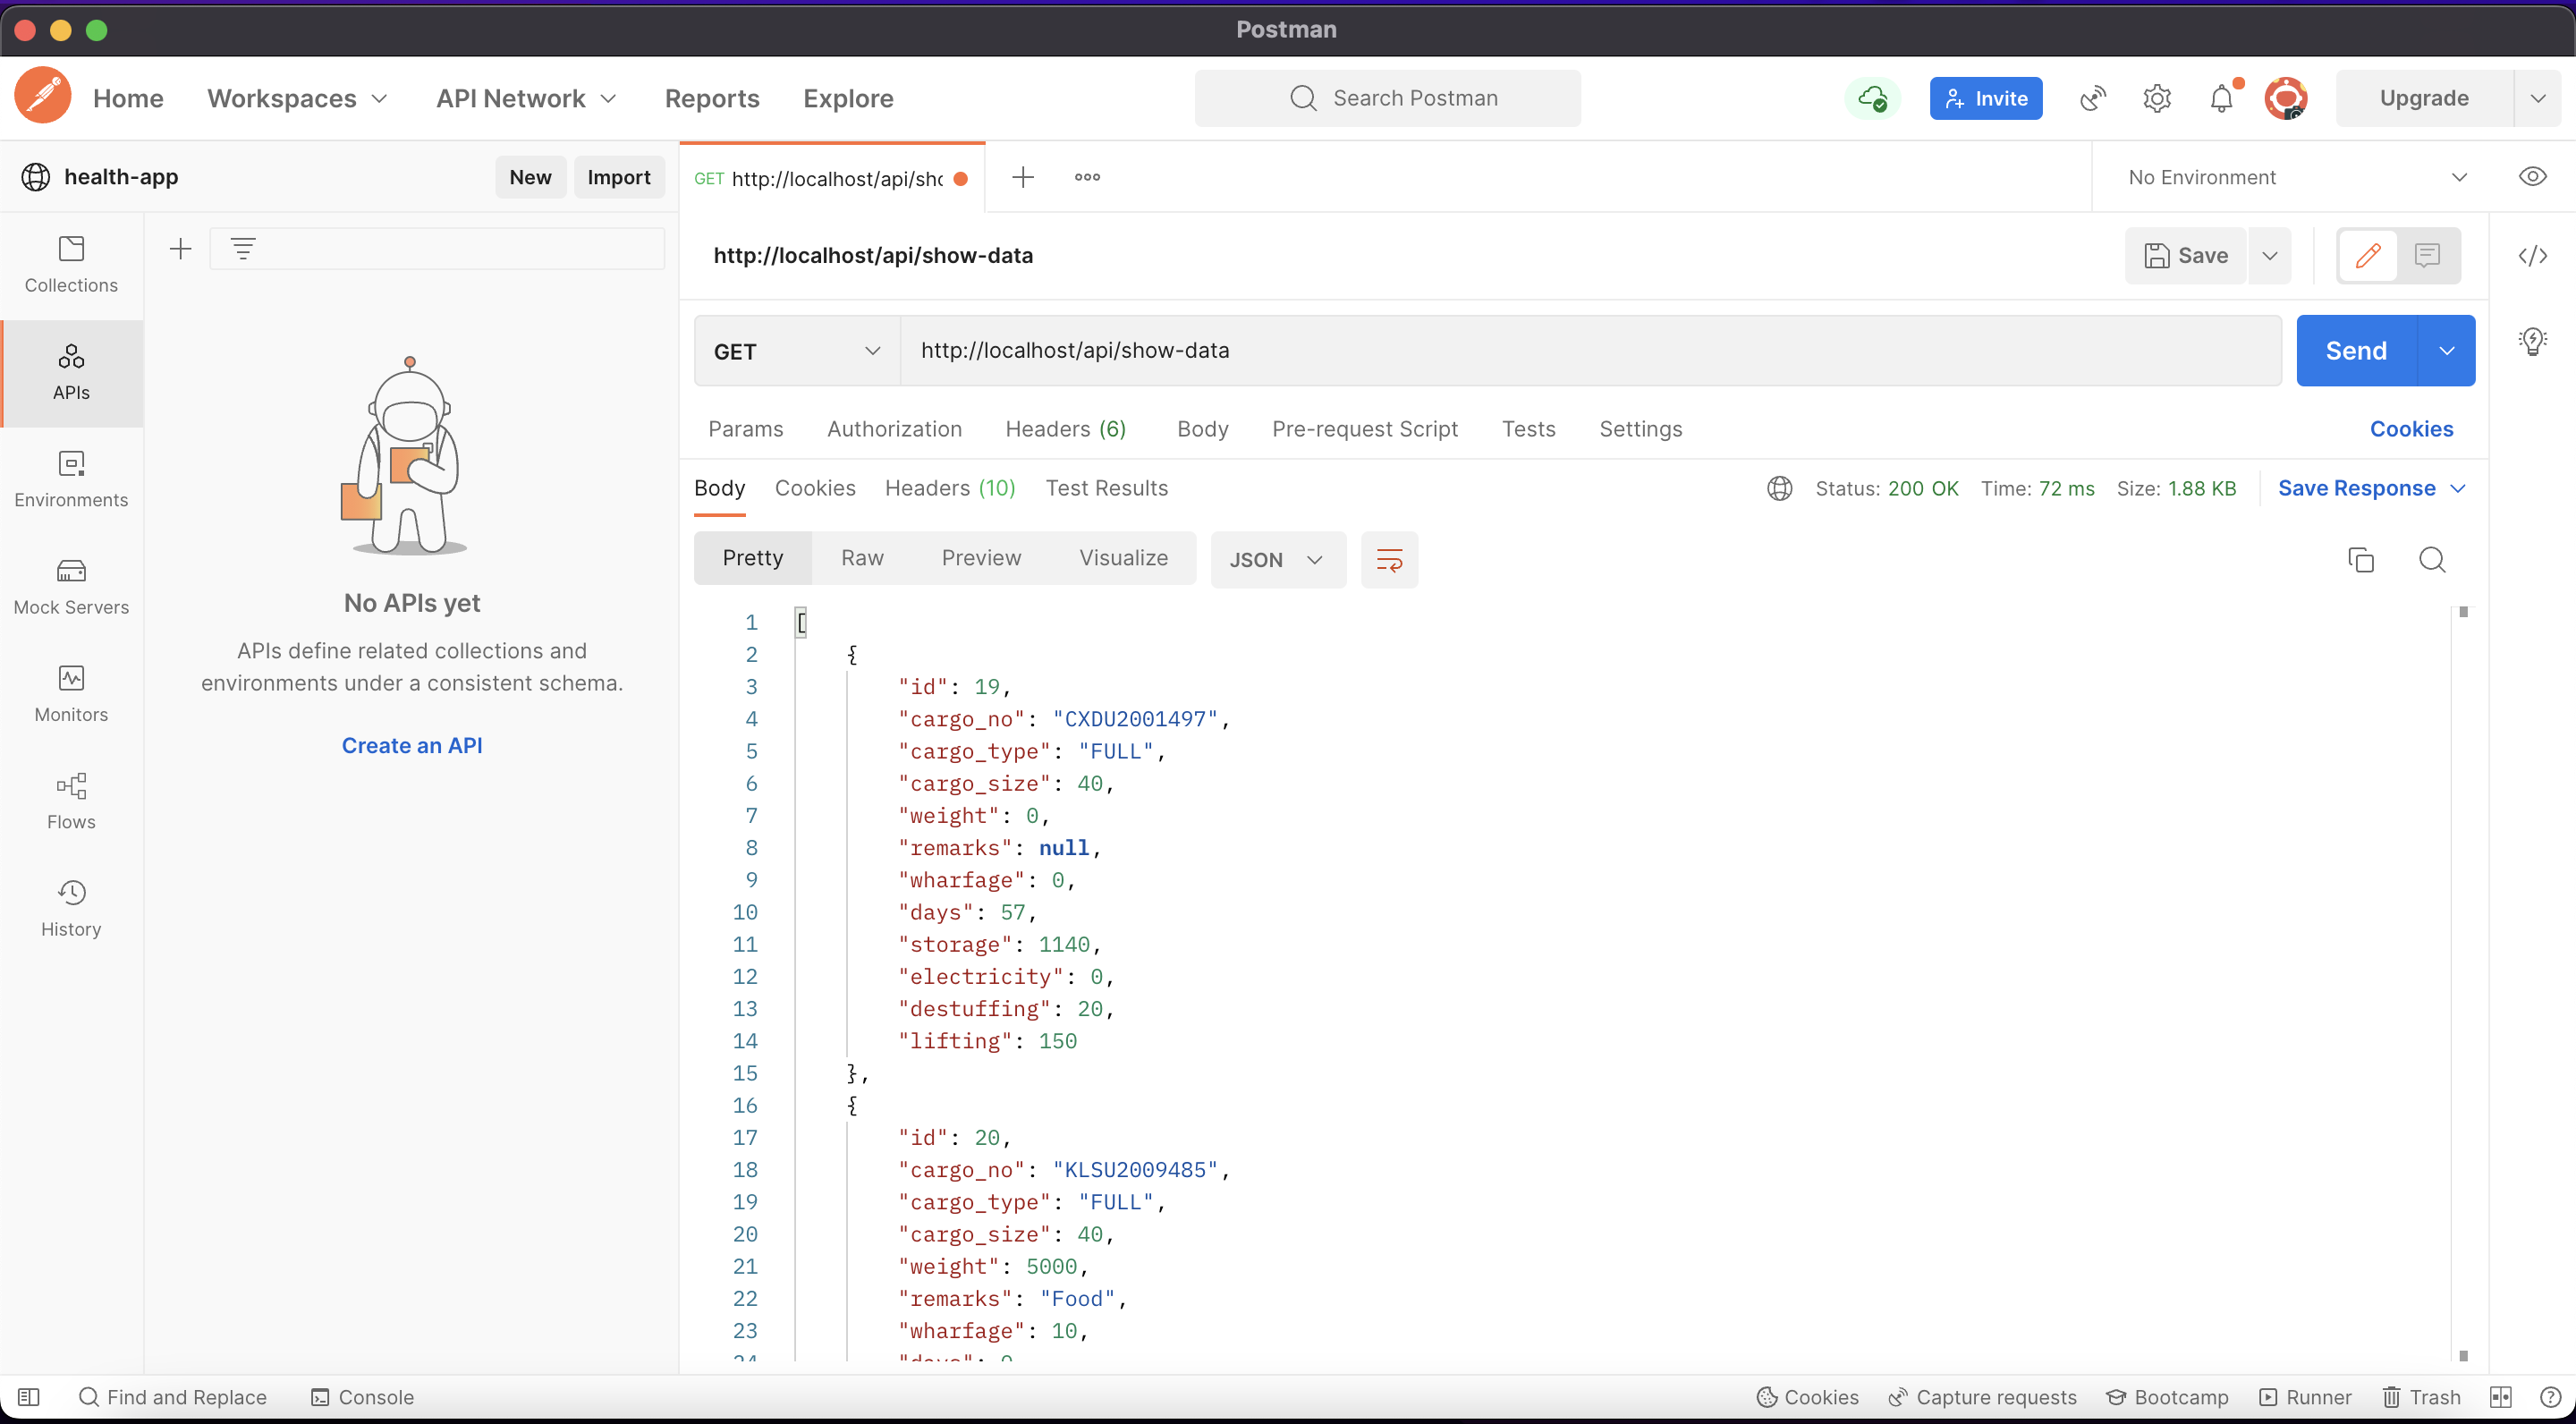 Postman
Home
Workspaces
API Network
Reports
Explore
Search Postman
Invite
Upgrade
health-app
New
Import
GET http://localhost/api/sho
No Environment
Collections
APIs
Environments
Mock Servers
Monitors
Flows
History
No APIs yet
APIs define related collections and
environments under a consistent schema.
Create an API
http://localhost/api/show-data
Save
GET
http://localhost/api/show-data
Send
Params
Authorization
Headers (6)
Body
Pre-request Script
Tests
Settings
Cookies
Body
Cookies
Headers (10)
Test Results
Status: 200 OK
Time: 72 ms
Size: 1.88 KB
Save Response
Pretty
Raw
Preview
Visualize
JSON
1 [
2 {
3 "id": 19,
4 "cargo_no": "CXDU2001497",
5 "cargo_type": "FULL",
6 "cargo_size": 40,
7 "weight": 0,
8 "remarks": null,
9 "wharfage": 0,
10 "days": 57,
11 "storage": 1140,
12 "electricity": 0,
13 "destuffing": 20,
14 "lifting": 150
15 },
16 {
17 "id": 20,
18 "cargo_no": "KLSU2009485",
19 "cargo_type": "FULL",
20 "cargo_size": 40,
21 "weight": 5000,
22 "remarks": "Food",
23 "wharfage": 10,
Find and Replace
Console
Cookies
Capture requests
Bootcamp
Runner
Trash